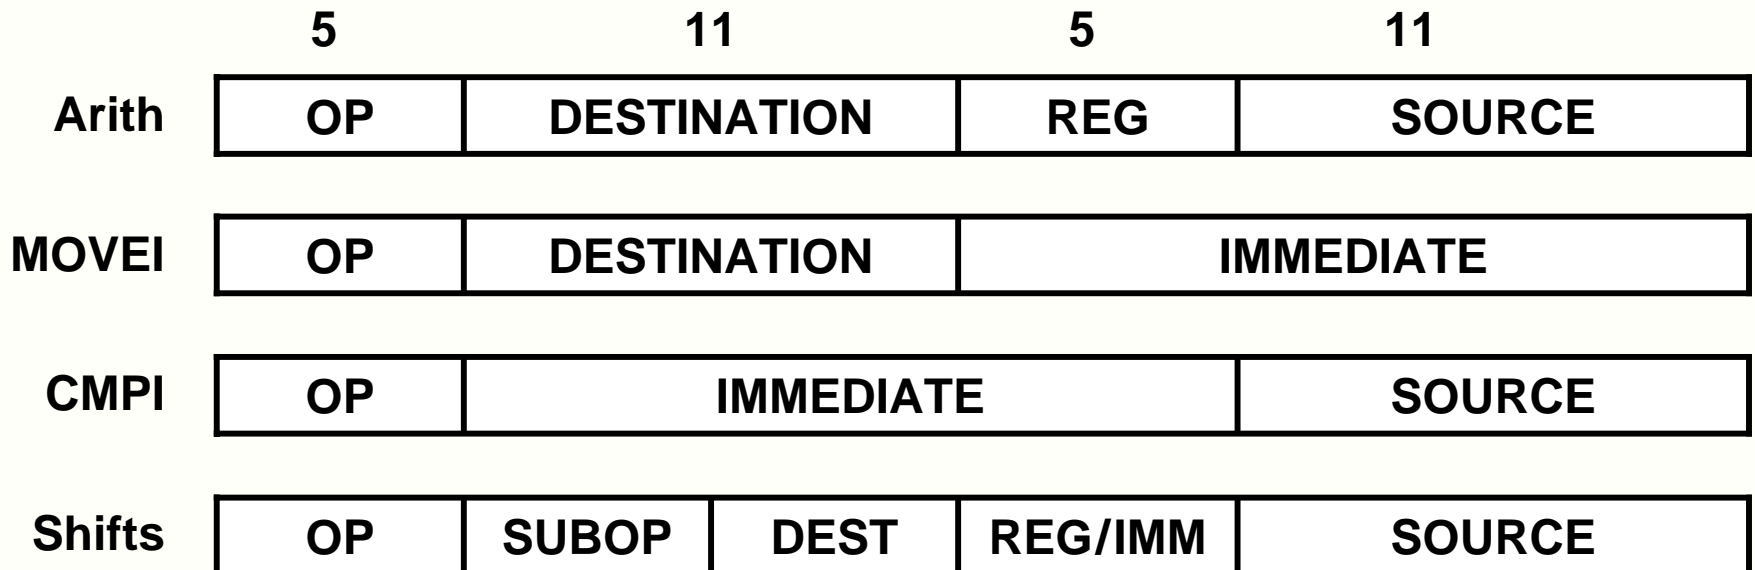 5 11 5 11
Arith OP DESTINATION REG SOURCE
MOVEI OP DESTINATION IMMEDIATE
CMPI OP IMMEDIATE SOURCE
Shifts OP SUBOP DEST REG/IMM SOURCE